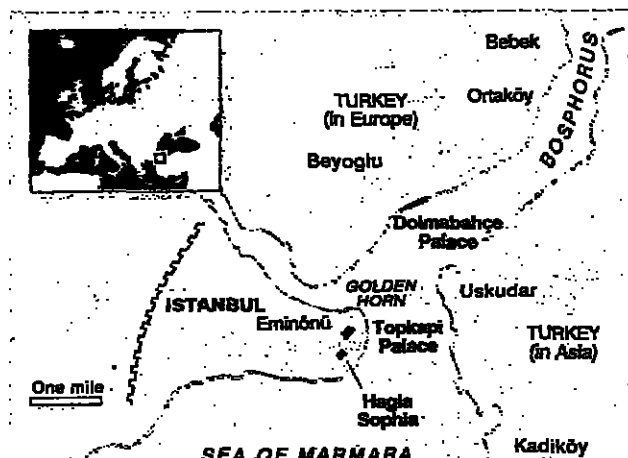 Bebek
BOSPHORUS
Ortaköy
TURKEY
(in Europe)
Beyoglu
Dolmabahçe
Palace
GOLDEN
HORN
Uskudar
ISTANBUL
Eminönü
Topkapi
Palace
TURKEY
(in Asia)
One mile
Hagia
Sophia
SEA OF MARMARA
Kadiköy